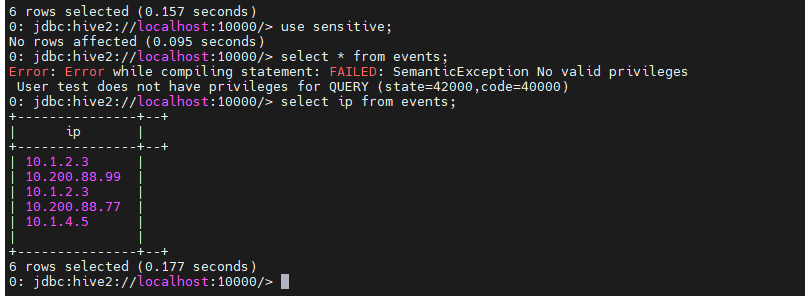 6 rows selected (0.157 seconds)
0: jdbc:hive2://localhost:10000/> use sensitive;
No rows affected (0.095 seconds)
0: jdbc:hive2://localhost:10000/> select * from events;
Error: Error while compiling statement: FAILED: SemanticException No valid privileges
 User test does not have privileges for QUERY (state=42000,code=40000)
0: jdbc:hive2://localhost:10000/> select ip from events;
+---------------+--+
|      ip       |
+---------------+--+
| 10.1.2.3      |
| 10.200.88.99  |
| 10.1.2.3      |
| 10.200.88.77  |
| 10.1.4.5      |
|               |
+---------------+--+
6 rows selected (0.177 seconds)
0: jdbc:hive2://localhost:10000/>